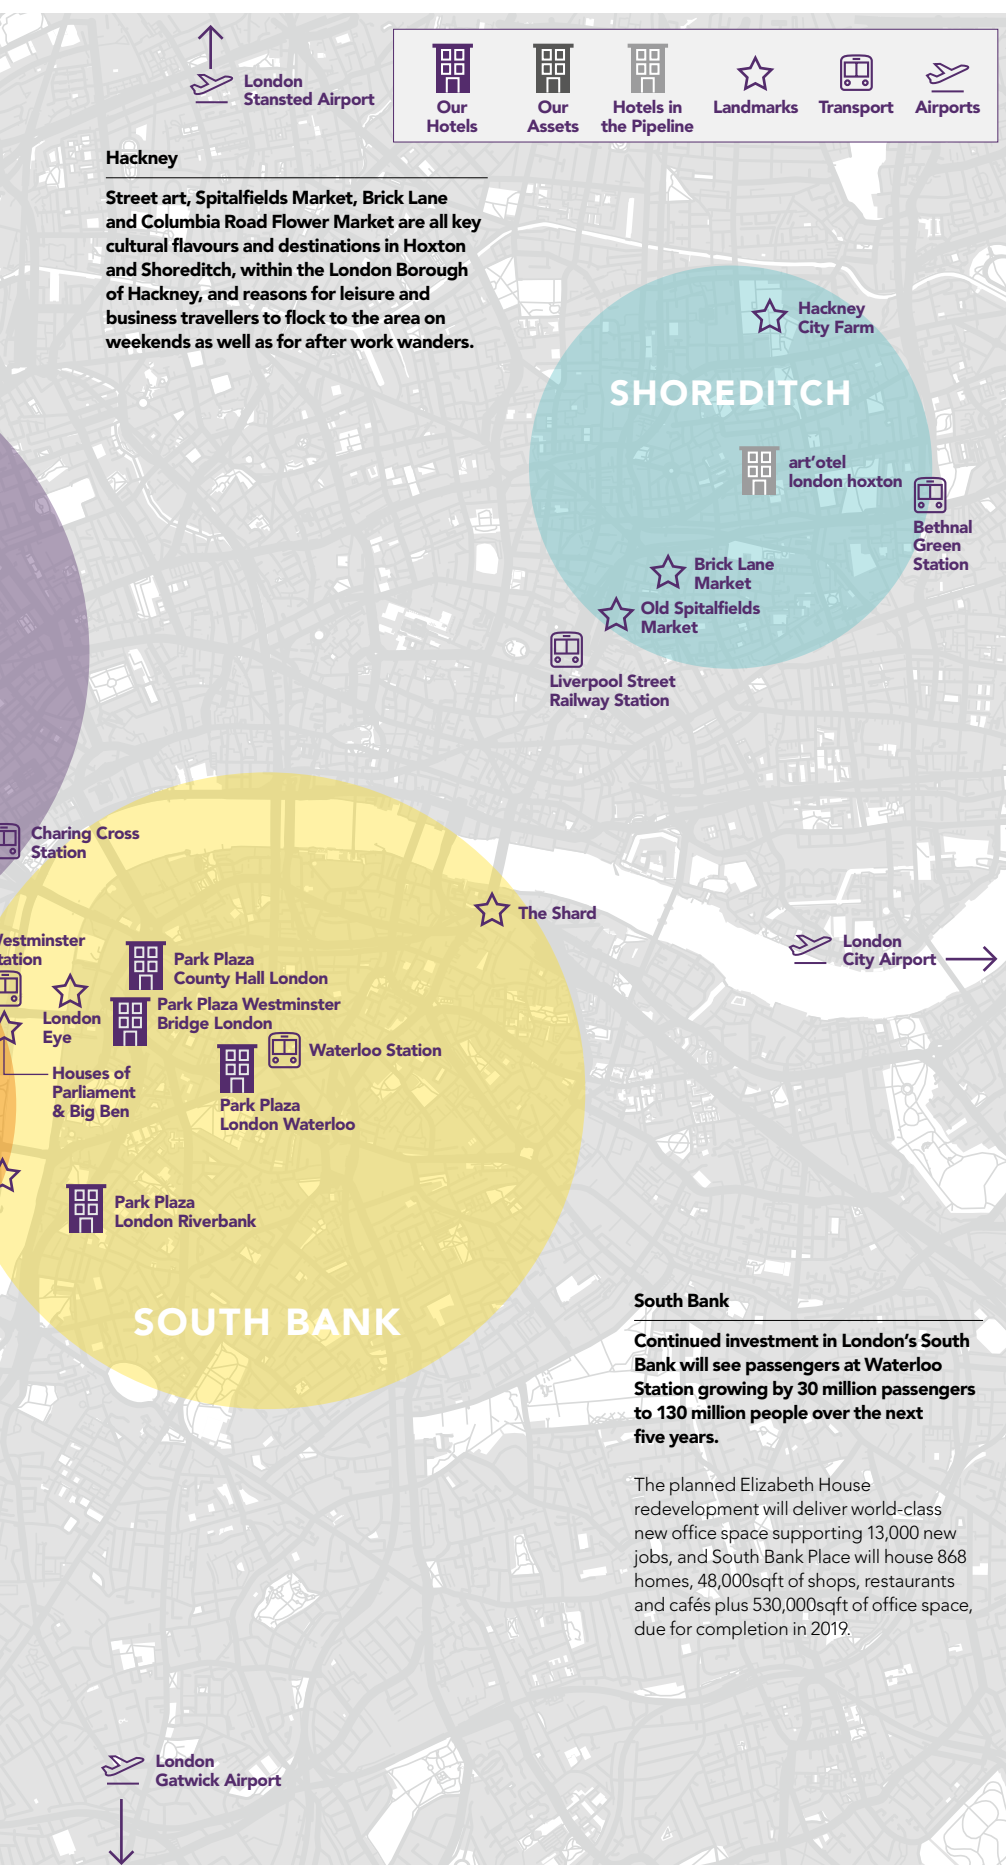 London
Stansted Airport
Our
Hotels
Our
Assets
Hotels in
the Pipeline
Landmarks
Transport
Airports
Hackney
Street art, Spitalfields Market, Brick Lane
and Columbia Road Flower Market are all key
cultural flavours and destinations in Hoxton
and Shoreditch, within the London Borough
of Hackney, and reasons for leisure and
business travellers to flock to the area on
weekends as well as for after work wanders.
Hackney
City Farm
SHOREDITCH
art'otel
london hoxton
Bethnal
Green
Station
Brick Lane
Market
Old Spitalfields
Market
Liverpool Street
Railway Station
Charing Cross
Station
The Shard
London
City Airport
estminster
tation
Park Plaza
County Hall London
Park Plaza Westminster
Bridge London
London
Eye
Waterloo Station
Houses of
Parliament
& Big Ben
Park Plaza
London Waterloo
Park Plaza
London Riverbank
SOUTH BANK
South Bank
Continued investment in London's South
Bank will see passengers at Waterloo
Station growing by 30 million passengers
to 130 million people over the next
five years.
The planned Elizabeth House
redevelopment will deliver world-class
new office space supporting 13,000 new
jobs, and South Bank Place will house 868
homes, 48,000sqft of shops, restaurants
and cafés plus 530,000sqft of office space,
due for completion in 2019.
London
Gatwick Airport